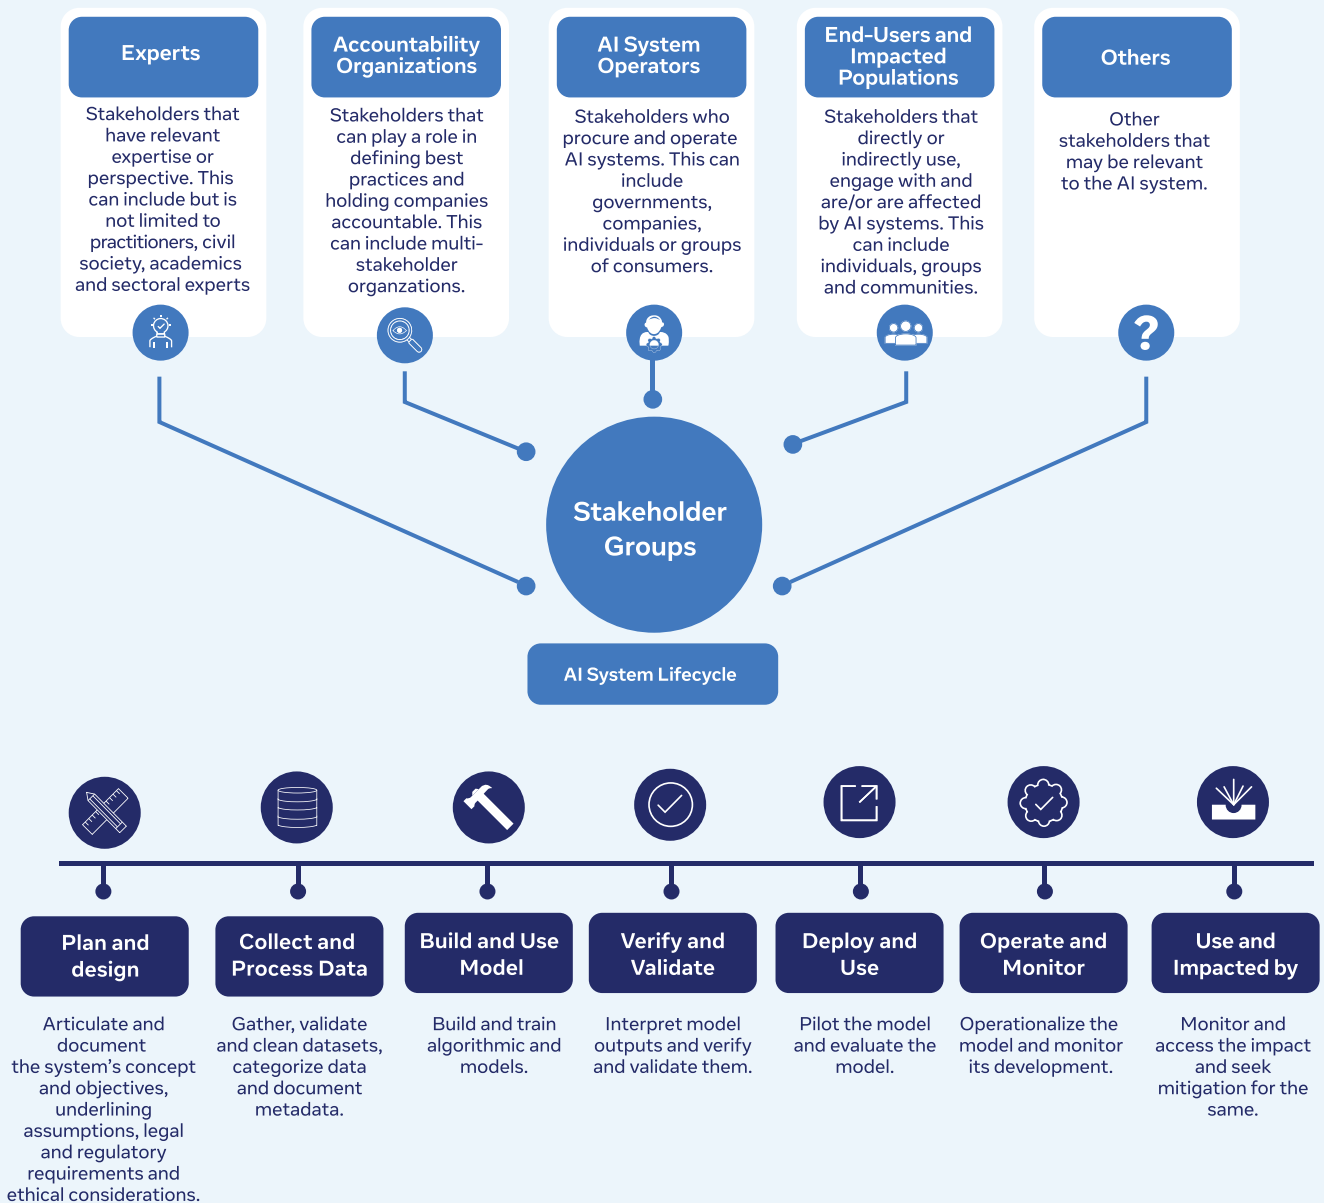 Experts
Stakeholders that
have relevant
expertise or
perspective. This
can include but is
not limited to
practitioners, civil
society, academics
and sectoral experts
Accountability
Organizations
Stakeholders that
can play a role in
defining best
practices and
holding companies
accountable. This
can include multi-
stakeholder
organzations.
AI System
Operators
Stakeholders who
procure and operate
AI systems. This can
include
governments,
companies,
individuals or groups
of consumers.
End-Users and
Impacted
Populations
Stakeholders that
directly or
indirectly use,
engage with and
are/or are affected
by AI systems. This
can include
individuals, groups
and communities.
Others
Other
stakeholders that
may be relevant
to the AI system.
?
Stakeholder
Groups
AI System Lifecycle
Plan and
design
Articulate and
document
the system’s concept
and objectives,
underlining
assumptions, legal
and regulatory
requirements and
ethical considerations.
Collect and
Process Data
Gather, validate
and clean datasets,
categorize data
and document
metadata.
Build and Use
Model
Build and train
algorithmic and
models.
Verify and
Validate
Interpret model
outputs and verify
and validate them.
Deploy and
Use
Pilot the model
and evaluate the
model.
Operate and
Monitor
Operationalize the
model and monitor
its development.
Use and
Impacted by
Monitor and
access the impact
and seek
mitigation for the
same.